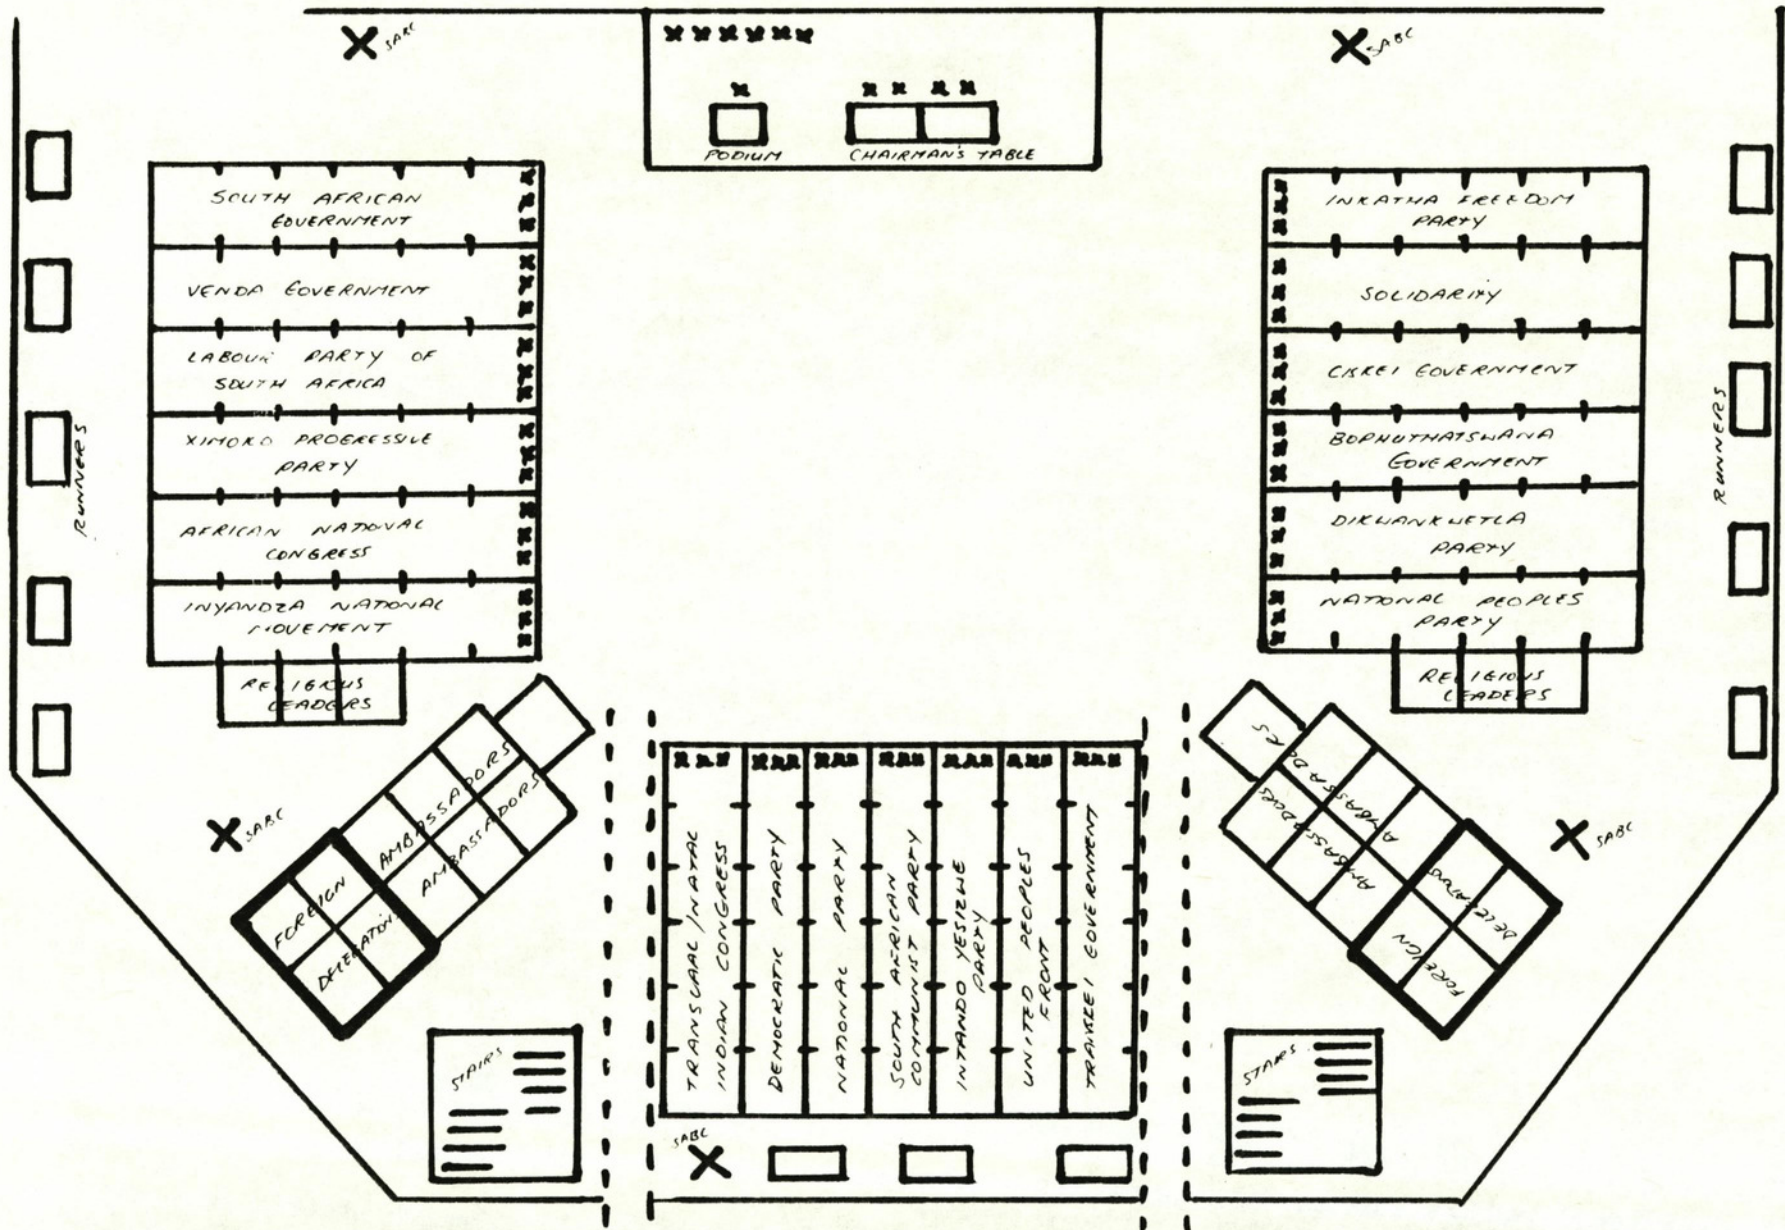 SABC
SABC
PODIUM
CHAIRMAN'S TABLE
SOUTH AFRICAN
GOVERNMENT
VENDA GOVERNMENT
LABOUR PARTY OF
SOUTH AFRICA
XIMOKO PROGRESSIVE
PARTY
AFRICAN NATIONAL
CONGRESS
INYANDZA NATIONAL
MOVEMENT
RELIGIOUS
LEADERS
RUNNERS
INKATHA FREEDOM
PARTY
SOLIDARITY
CISKEI GOVERNMENT
BOPHUTHATSWANA
GOVERNMENT
DIKWANKWETLA
PARTY
NATIONAL PEOPLES
PARTY
RELIGIOUS
LEADERS
RUNNERS
SABC
AMBASSADORS
AMBASSADORS
FOREIGN
DELEGATIONS
STAIRS
TRANSVAAL/NATAL
INDIAN CONGRESS
DEMOCRATIC PARTY
NATIONAL PARTY
SOUTH AFRICAN
COMMUNIST PARTY
INTANDO YESIZWE
PARTY
UNITED PEOPLES
FRONT
TRANSKEI GOVERNMENT
SABC
AMBASSADORS
AMBASSADORS
FOREIGN
DELEGATIONS
SABC
STAIRS